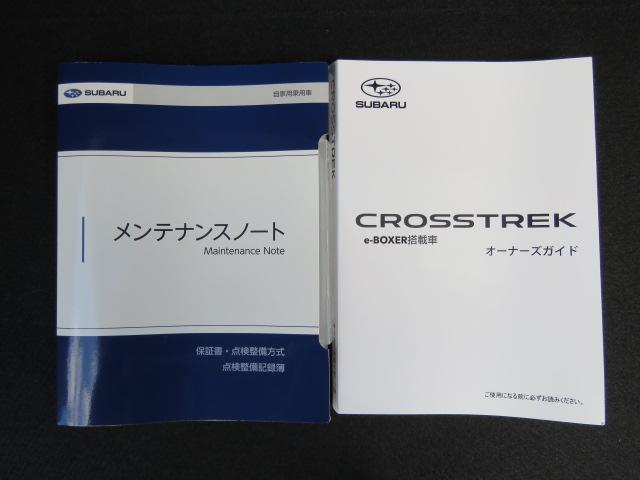 SUBARU
自家用乗用車
メンテナンスノート
Maintenance Note
保証書・点検整備方式
点検整備記録簿
CROSSTREK
SUBARU
CROSSTREK
e-BOXER搭載車
オーナーズガイド
ご使用になる前に必ずお読みください。